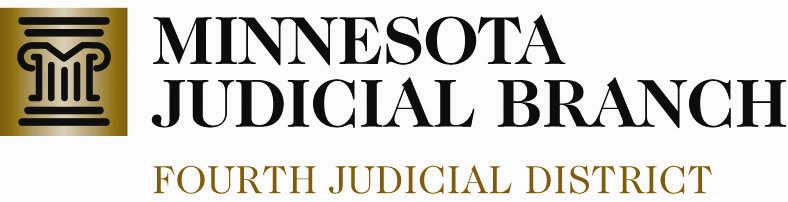 MINNESOTA
JUDICIAL BRANCH
FOURTH JUDICIAL DISTRICT